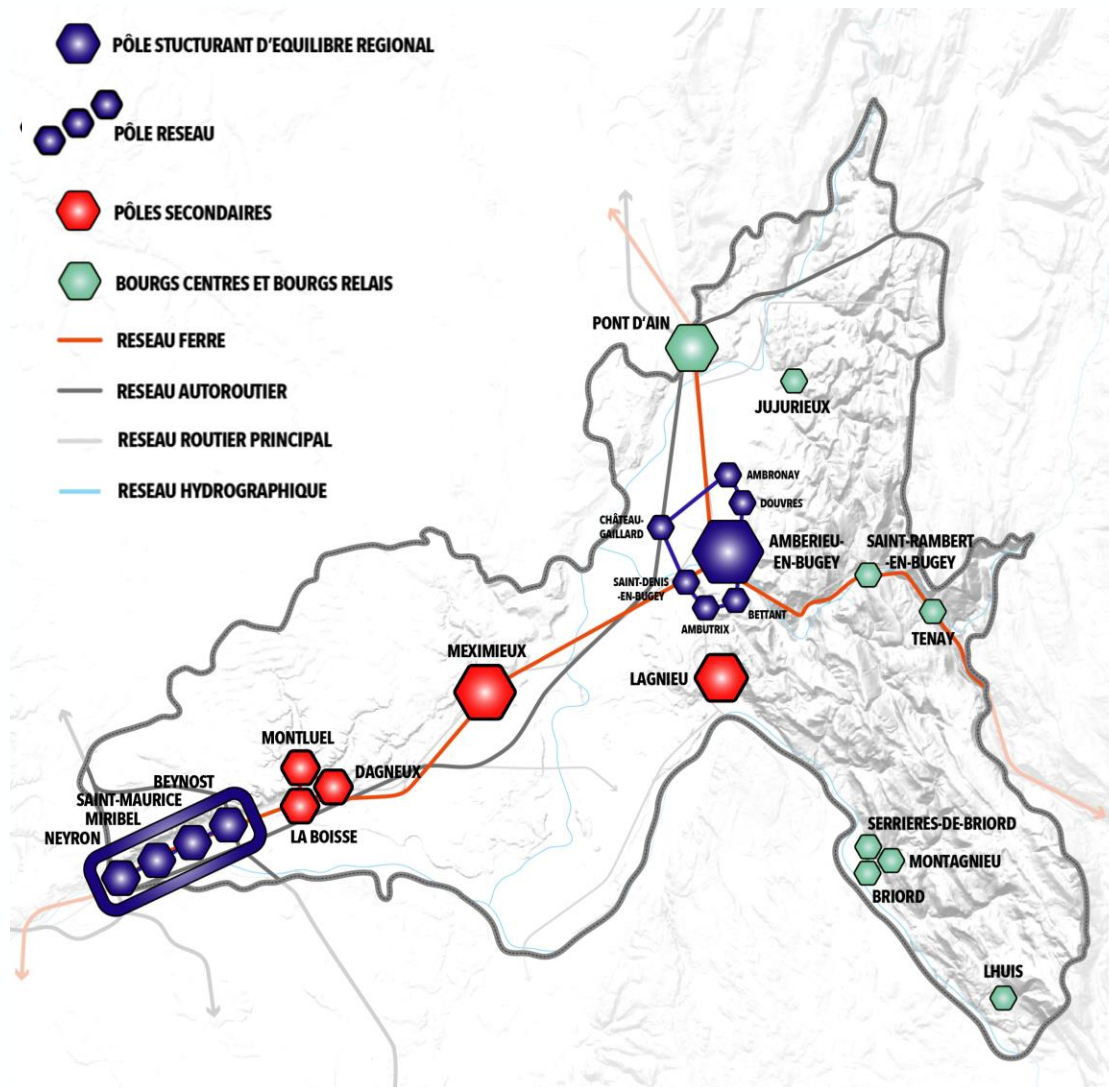 PÔLE STUCTURANT D'EQUILIBRE REGIONAL
PÔLE RESEAU
PÔLES SECONDAIRES
BOURGS CENTRES ET BOURGS RELAIS
RESEAU FERRE
RESEAU AUTOROUTIER
RESEAU ROUTIER PRINCIPAL
RESEAU HYDROGRAPHIQUE
PONT D'AIN
JUJURIEUX
AMBRONAY
DOUVRES
CHÂTEAU-
GAILLARD
AMBERIEU-
EN-BUGEY
SAINT-RAMBERT
-EN-BUGEY
SAINT-DENIS
-EN-BUGEY
BETTANT
AMBUTRIX
TENAY
MEXIMIEUX
LAGNIEU
MONTLUEL
DAGNEUX
LA BOISSE
BEYNOST
SAINT-MAURICE
MIRIBEL
NEYRON
SERRIERES-DE-BRIORD
MONTAGNIEU
BRIORD
LHUIS